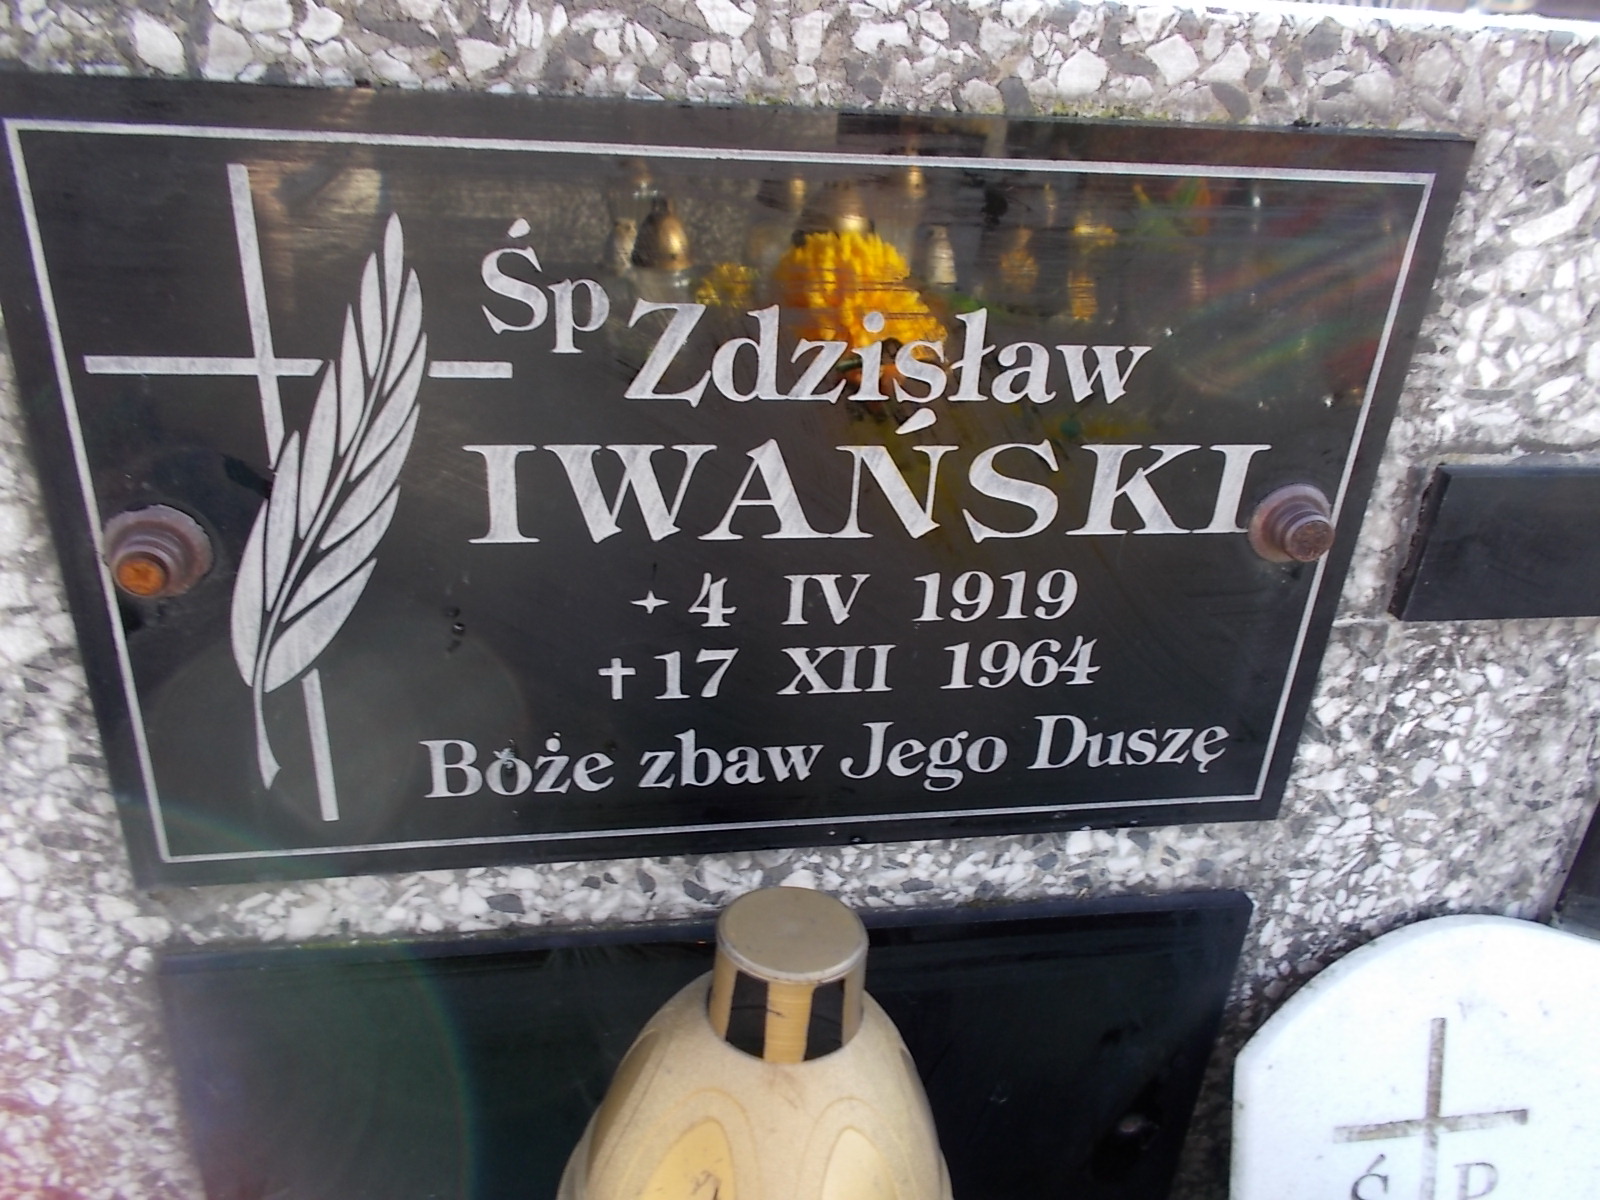 Śp Zdzisław
IWAŃSKI
4 IV 1919
✝ 17 XII 1964
Boże zbaw Jego Duszę
Ś P